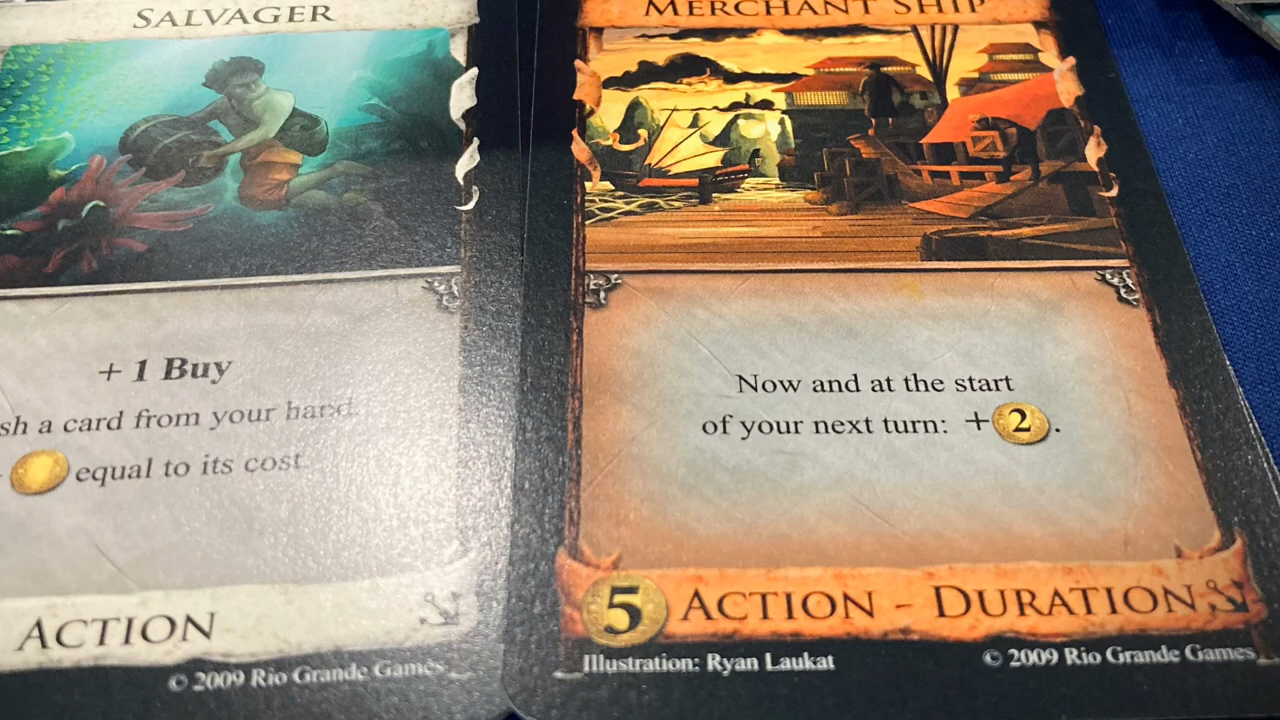 SALVAGER
+ 1 Buy
sh a card from your hand.
equal to its cost.
ACTION
© 2009 Rio Grande Games
MERCHANT SHIP
Now and at the start
of your next turn: +2.
5 ACTION - DURATION
Illustration: Ryan Laukat © 2009 Rio Grande Games